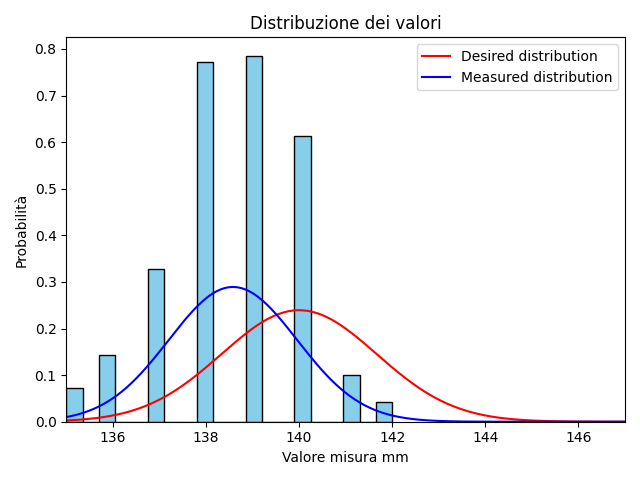 Distribuzione dei valori
Desired distribution
Measured distribution
Probabilità
0.8
0.7
0.6
0.5
0.4
0.3
0.2
0.1
0.0
136 138 140 142 144 146
Valore misura mm